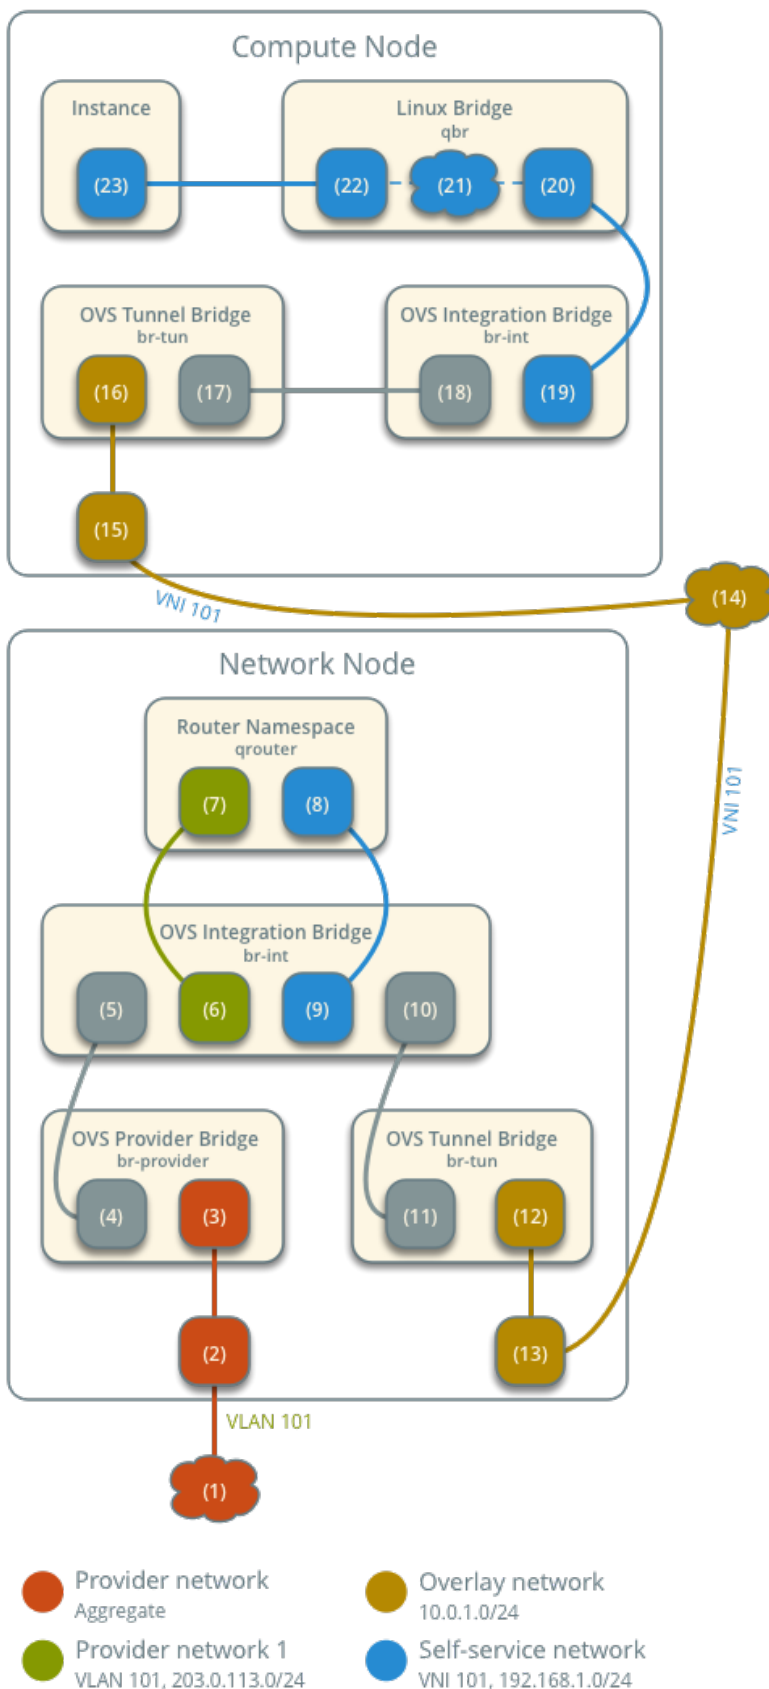 Compute Node
Instance
Linux Bridge
qbr
(23)
(22)
(21)
(20)
OVS Tunnel Bridge
br-tun
OVS Integration Bridge
br-int
(16)
(17)
(18)
(19)
(15)
VNI 101
(14)
Network Node
Router Namespace
qrouter
(7)
(8)
VNI 101
OVS Integration Bridge
br-int
(5)
(6)
(9)
(10)
OVS Provider Bridge
br-provider
OVS Tunnel Bridge
br-tun
(4)
(3)
(11)
(12)
(2)
(13)
VLAN 101
(1)
Provider network
Aggregate
Overlay network
10.0.1.0/24
Provider network 1
VLAN 101, 203.0.113.0/24
Self-service network
VNI 101, 192.168.1.0/24